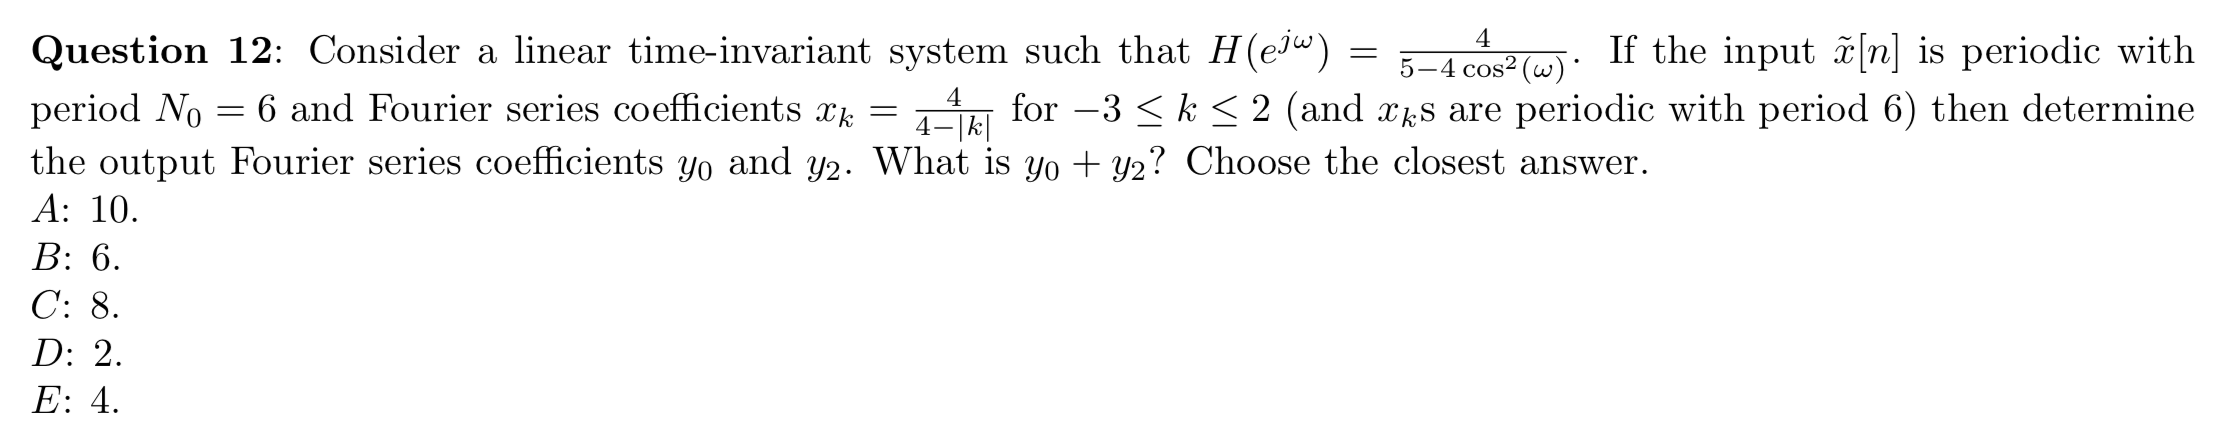 Question 12: Consider a linear time-invariant system such that $H(e^{j\omega}) = \frac{4}{5-4\cos^2(\omega)}$. If the input $\tilde{x}[n]$ is periodic with
period $N_0 = 6$ and Fourier series coefficients $x_k = \frac{4}{4-|k|}$ for $-3 \leq k \leq 2$ (and $x_k$s are periodic with period 6) then determine
the output Fourier series coefficients $y_0$ and $y_2$. What is $y_0 + y_2$? Choose the closest answer.
A: 10.
B: 6.
C: 8.
D: 2.
E: 4.